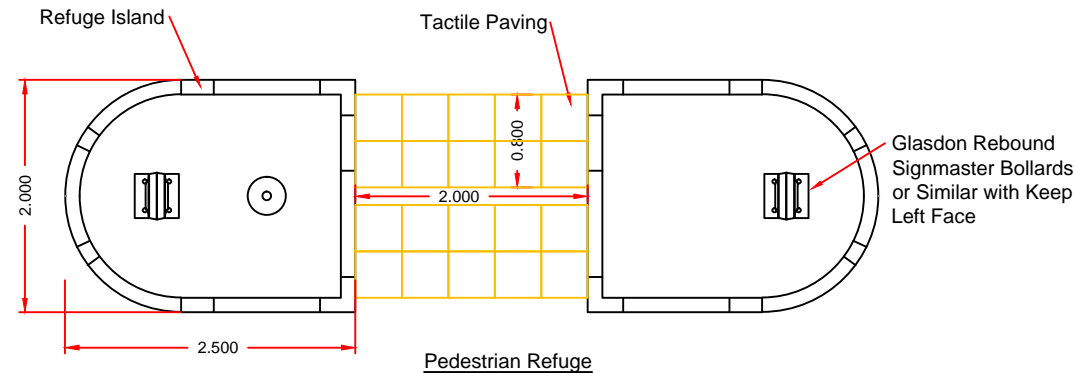 Refuge Island
Tactile Paving
0.800
2.000
2.000
Glasdon Rebound
Signmaster Bollards
or Similar with Keep
Left Face
2.500
Pedestrian Refuge